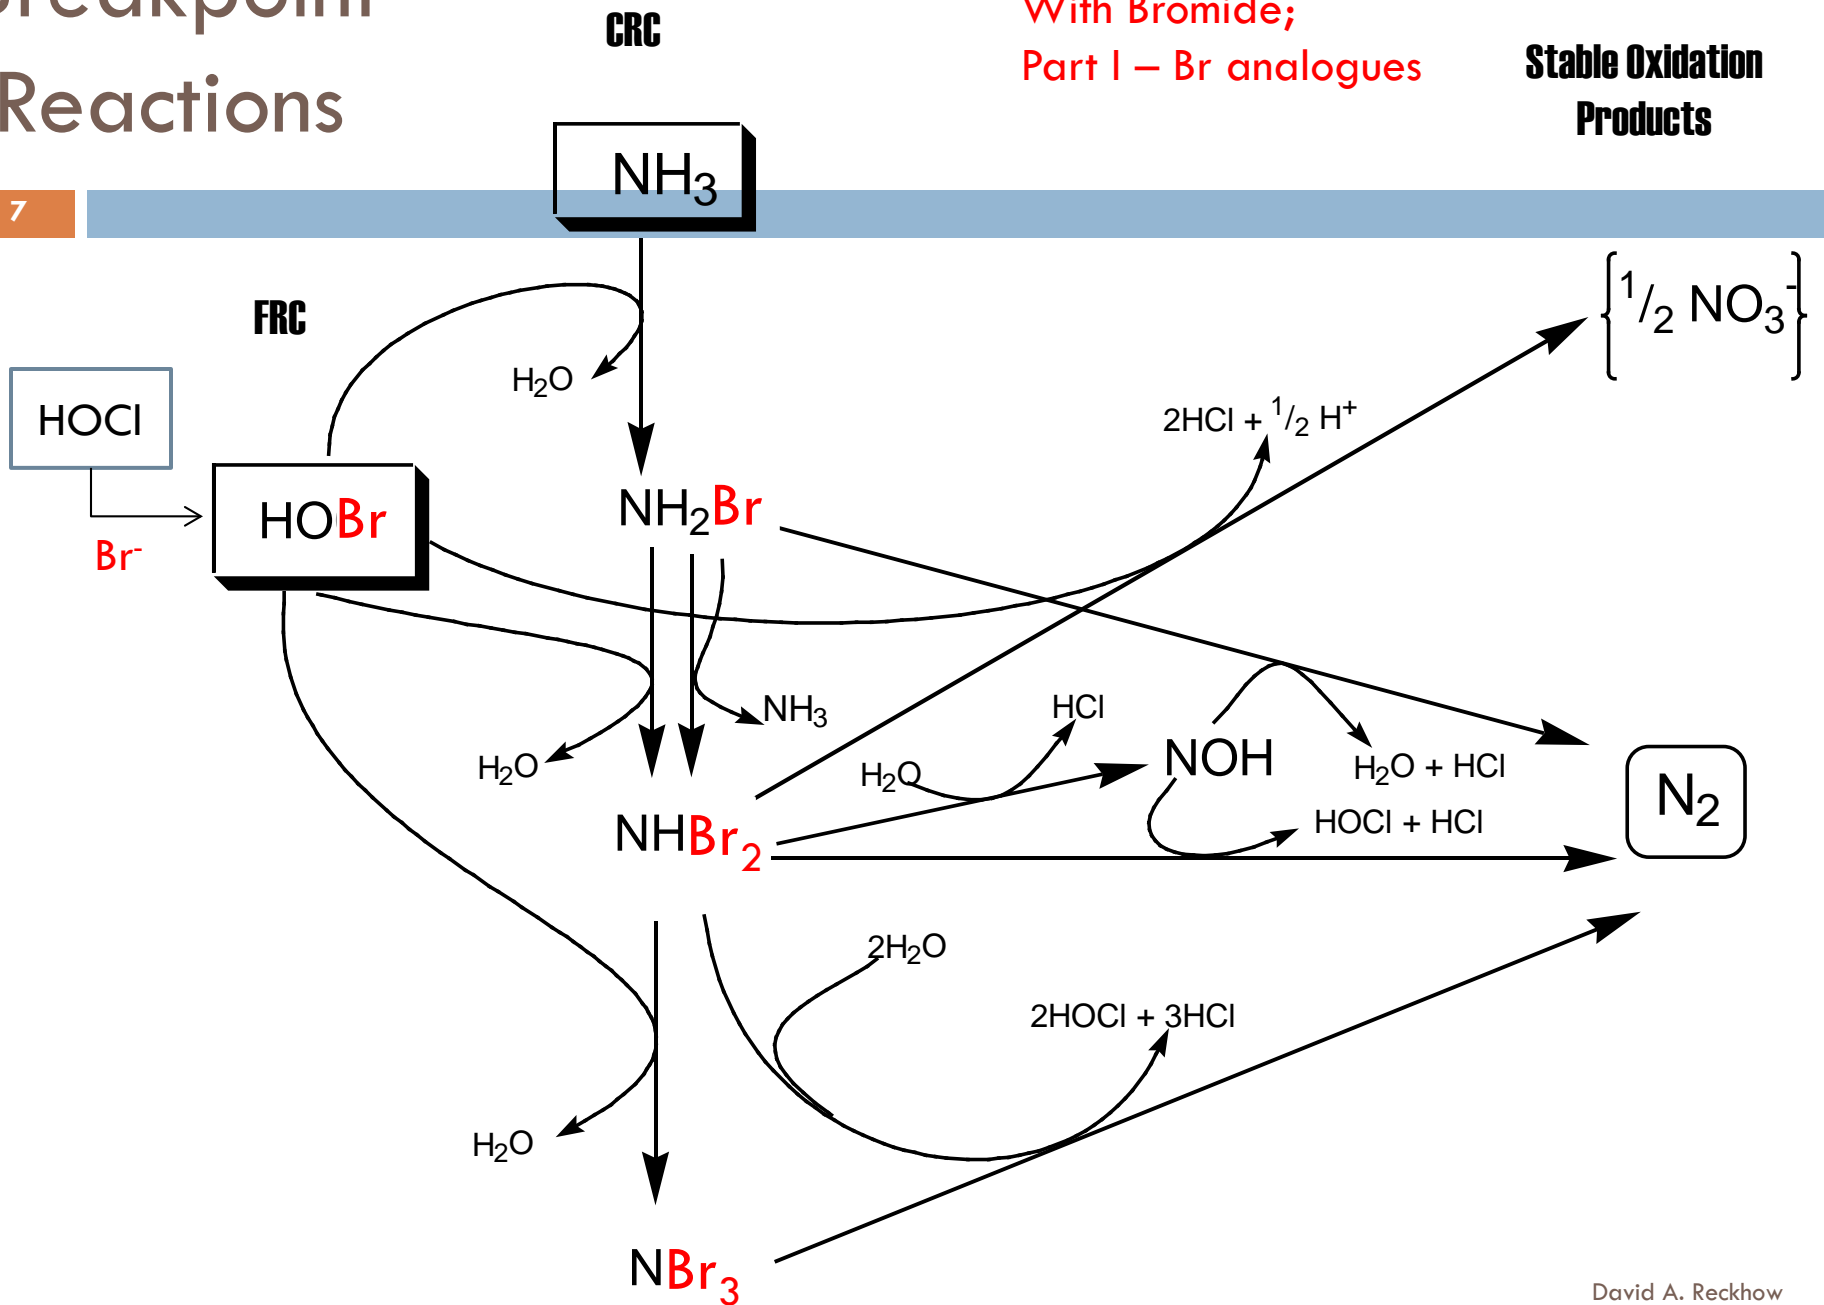 Breakpoint
Reactions
CRC
With Bromide;
Part I – Br analogues
Stable Oxidation
Products
7
NH3
FRC
{1/2 NO3-}
H2O
HOCl
2HCl + 1/2 H+
HOBr
NH2Br
Br-
NH3
HCl
H2O
H2O
NOH
H2O + HCl
N2
HOCl + HCl
NHBr2
2H2O
2HOCl + 3HCl
H2O
NBr3
David A. Reckhow